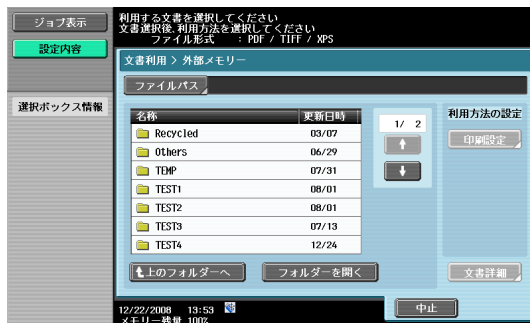 ジョブ表示
設定内容
選択ボックス情報
利用する文書を選択してください
文書選択後、利用方法を選択してください
ファイル形式 : PDF / TIFF / XPS
文書利用 > 外部メモリー
ファイルパス
名称 更新日時
Recycled 03/07
Others 06/29
TEMP 07/31
TEST1 08/01
TEST2 08/01
TEST3 07/13
TEST4 12/24
1/ 2
利用方法の設定
印刷設定
上のフォルダーへ
フォルダーを開く
文書詳細
12/22/2008 13:53
メモリー残量 100%
中止